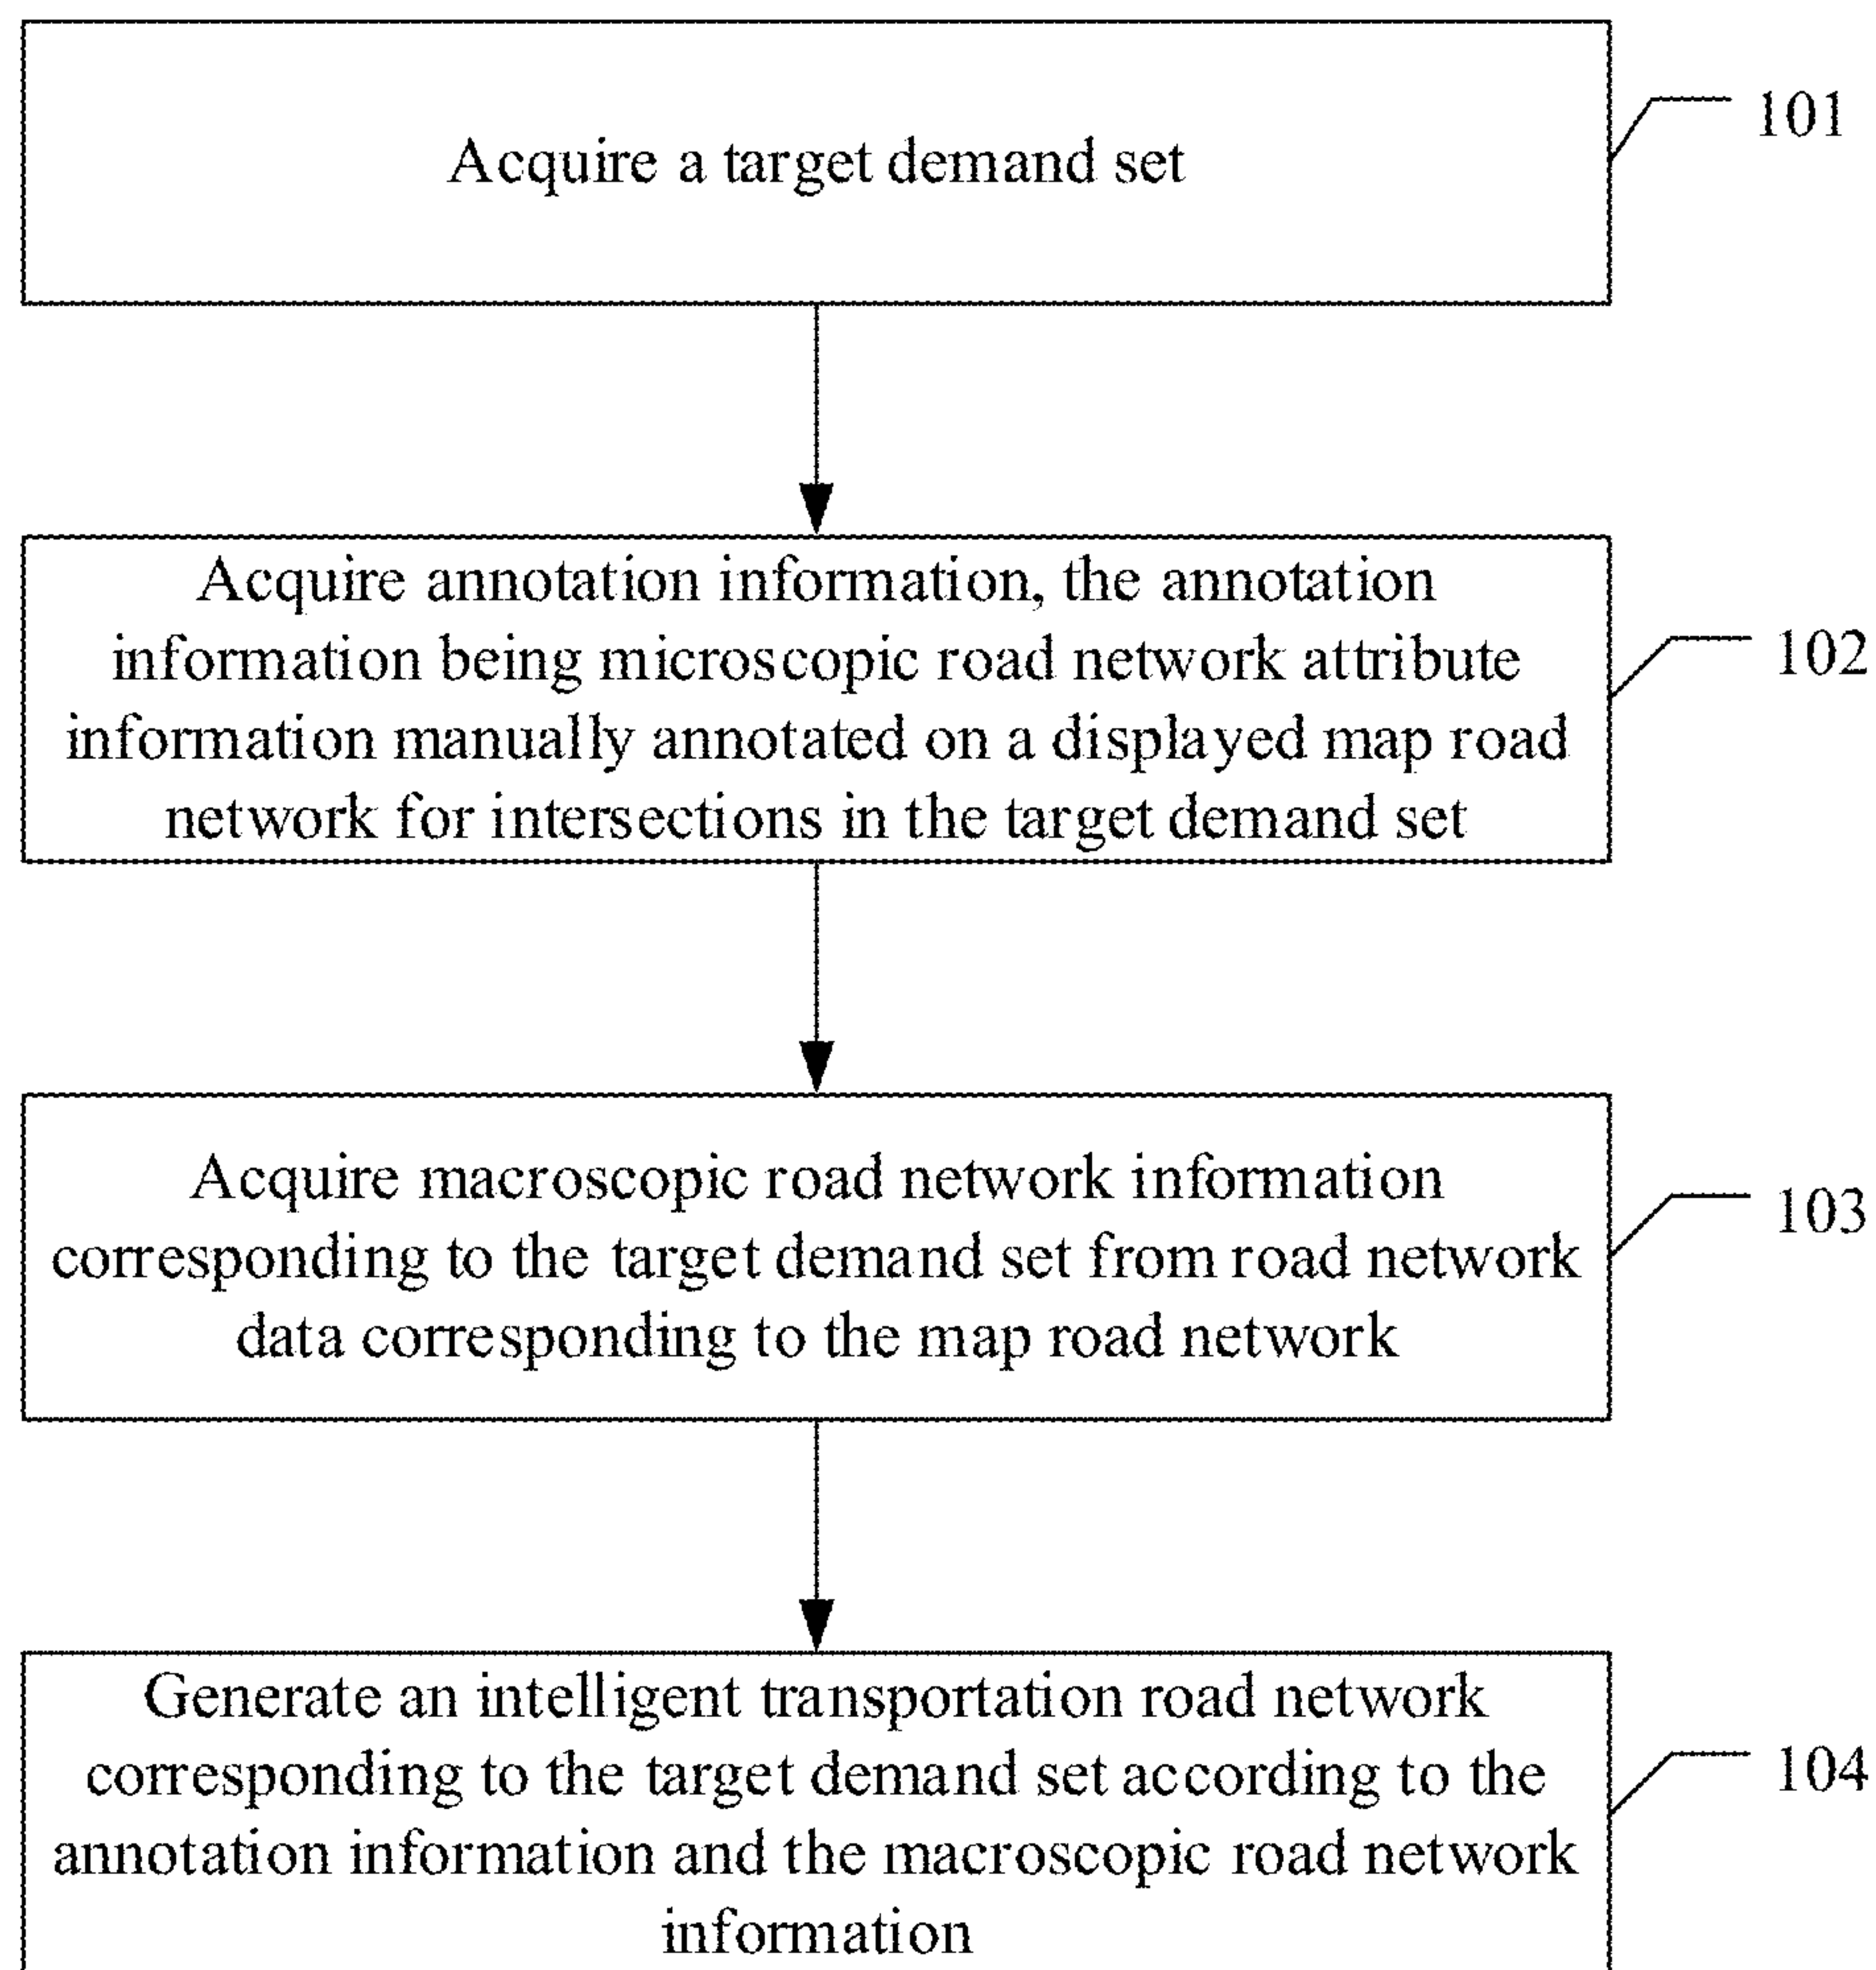 Acquire a target demand set
101
Acquire annotation information, the annotation
information being microscopic road network attribute
information manually annotated on a displayed map road
network for intersections in the target demand set
102
Acquire macroscopic road network information
corresponding to the target demand set from road network
data corresponding to the map road network
103
Generate an intelligent transportation road network
corresponding to the target demand set according to the
annotation information and the macroscopic road network
information
104